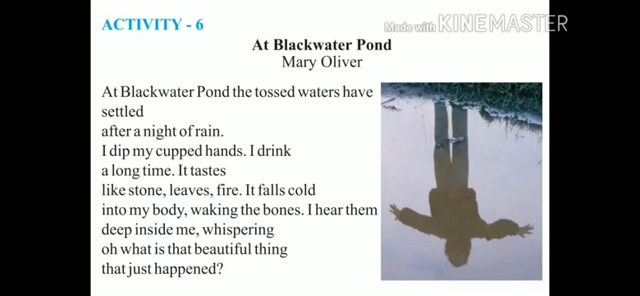 ACTIVITY - 6
Made with KINEMASTER
At Blackwater Pond
Mary Oliver
At Blackwater Pond the tossed waters have
settled
after a night of rain.
I dip my cupped hands. I drink
a long time. It tastes
like stone, leaves, fire. It falls cold
into my body, waking the bones. I hear them
deep inside me, whispering
oh what is that beautiful thing
that just happened?